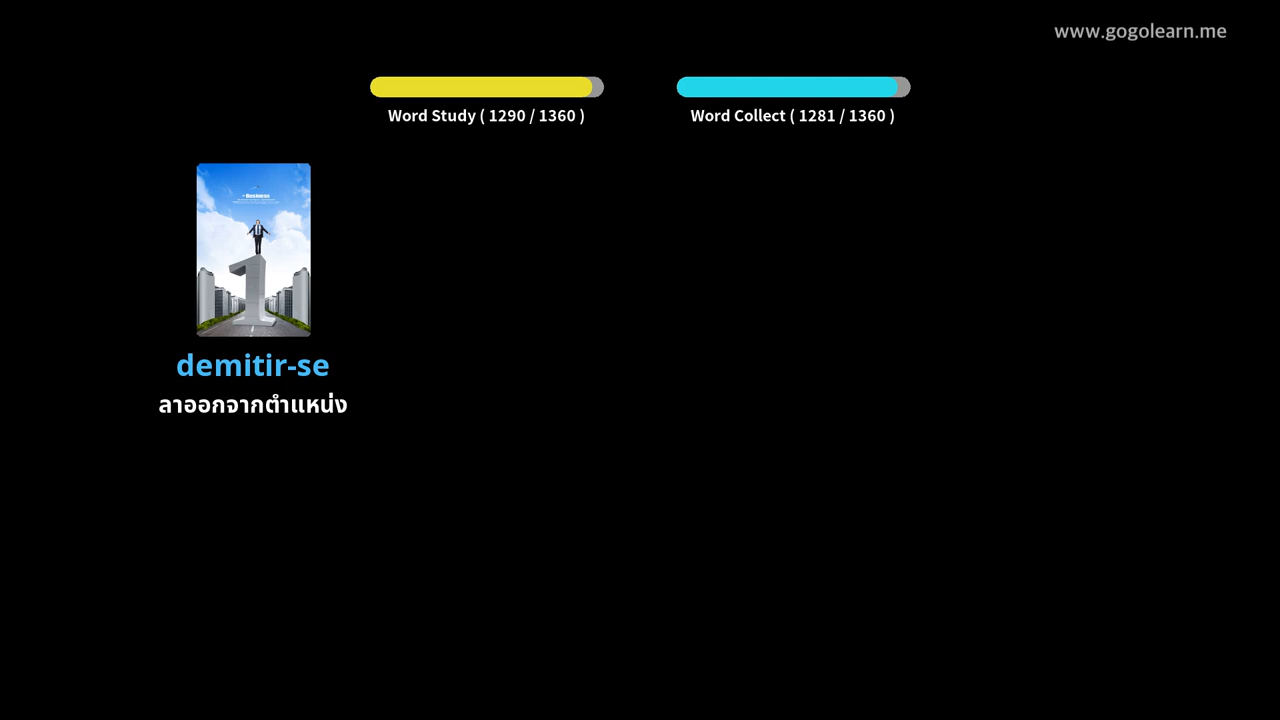 www.gogolearn.me
Word Study ( 1290 / 1360 )
Word Collect ( 1281 / 1360 )
Business
demitir-se
ลาออกจากตำแหน่ง